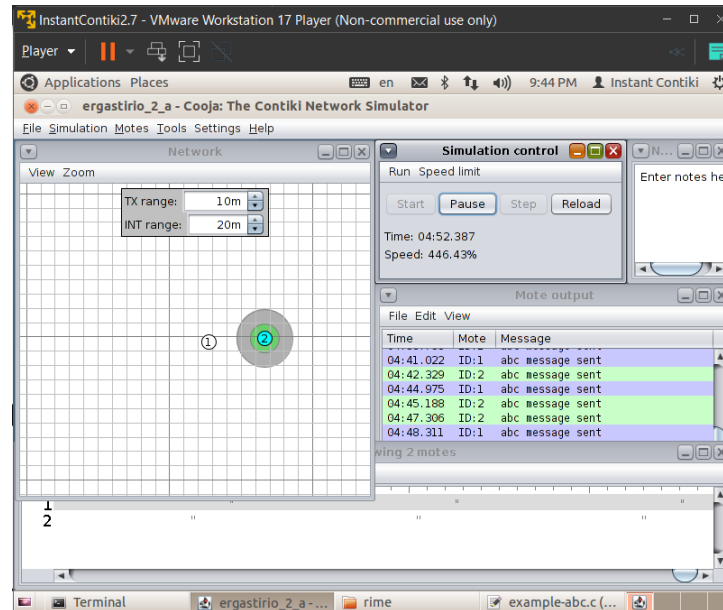 InstantContiki2.7 - VMware Workstation 17 Player (Non-commercial use only)
Player
Applications Places en 9:44 PM Instant Contiki
ergastirio_2_a - Cooja: The Contiki Network Simulator
File Simulation Motes Tools Settings Help
Network
View Zoom
TX range: 10m
INT range: 20m
1
2
Simulation control
Run Speed limit
Start Pause Step Reload
Time: 04:52.387
Speed: 446.43%
N...
Enter notes he
Mote output
File Edit View
Time Mote Message
04:41.022 ID:1 abc message sent
04:42.329 ID:2 abc message sent
04:44.975 ID:1 abc message sent
04:45.188 ID:2 abc message sent
04:47.306 ID:2 abc message sent
04:48.311 ID:1 abc message sent
wing 2 motes
1
2
Terminal ergastirio_2_a -... rime example-abc.c (...